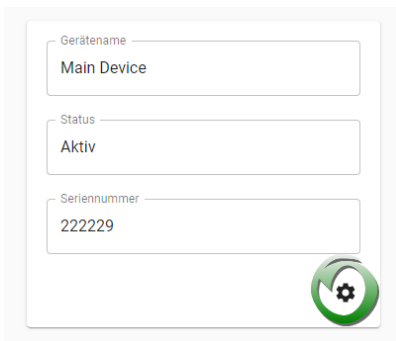 Gerätename
Main Device
Status
Aktiv
Seriennummer
222229